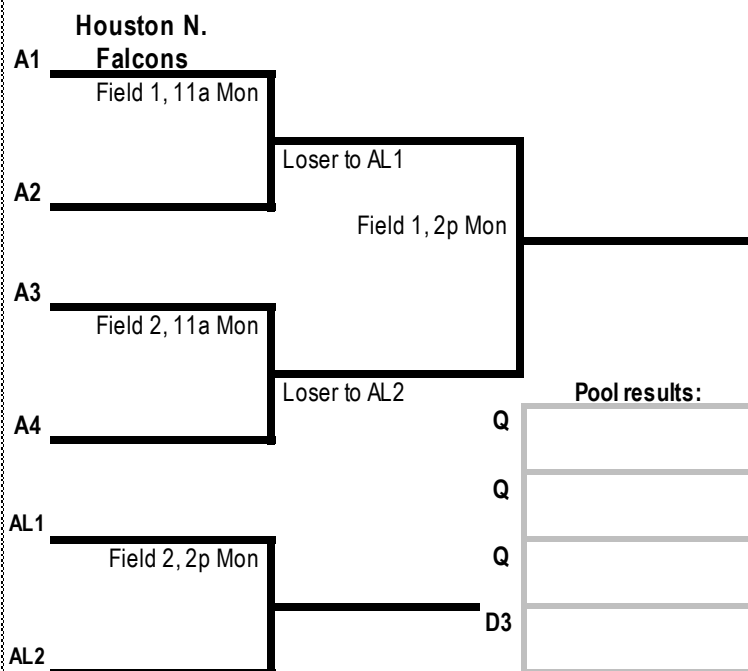 Houston N.
A1 Falcons
Field 1, 11a Mon
Loser to AL1
A2
Field 1, 2p Mon
A3
Field 2, 11a Mon
Loser to AL2
Pool results:
A4
Q
Q
AL1
Field 2, 2p Mon
Q
D3
AL2